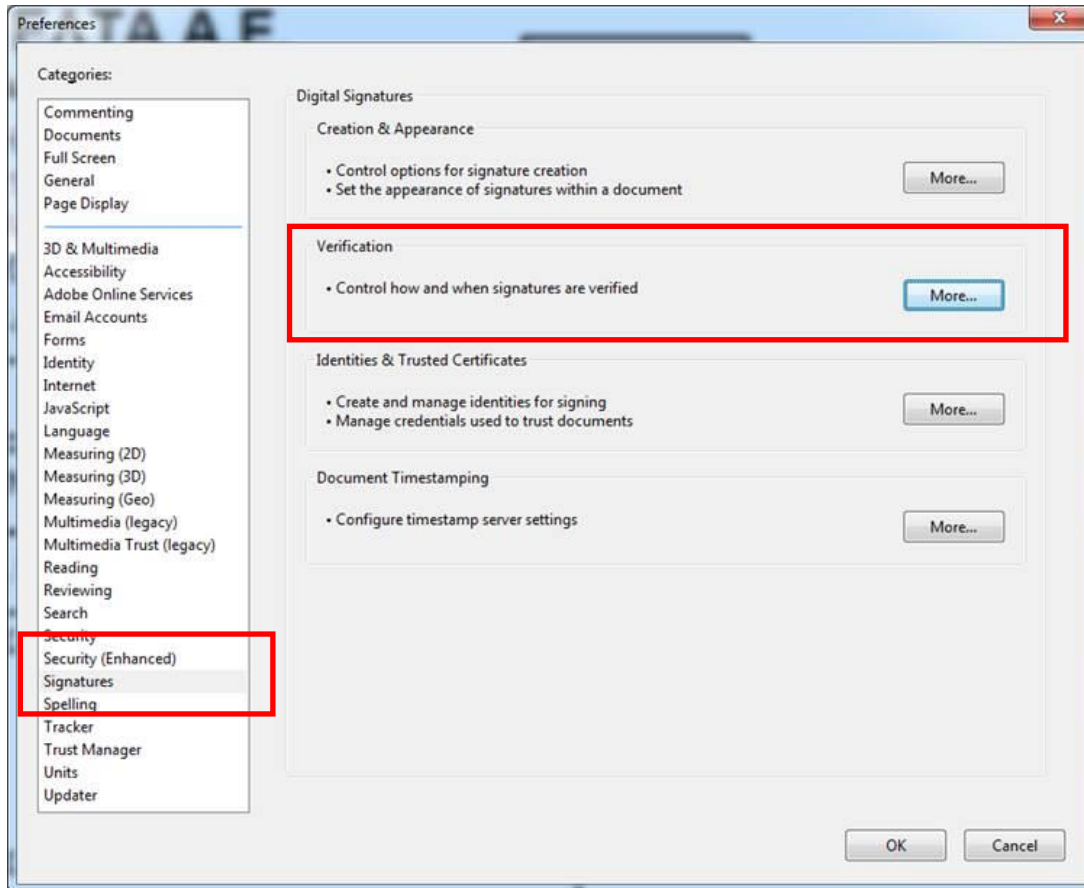 Preferences
Categories:
Commenting
Documents
Full Screen
General
Page Display
3D & Multimedia
Accessibility
Adobe Online Services
Email Accounts
Forms
Identity
Internet
JavaScript
Language
Measuring (2D)
Measuring (3D)
Measuring (Geo)
Multimedia (legacy)
Multimedia Trust (legacy)
Reading
Reviewing
Search
Security
Security (Enhanced)
Signatures
Spelling
Tracker
Trust Manager
Units
Updater
Digital Signatures
Creation & Appearance
• Control options for signature creation
• Set the appearance of signatures within a document
More...
Verification
• Control how and when signatures are verified
More...
Identities & Trusted Certificates
• Create and manage identities for signing
• Manage credentials used to trust documents
More...
Document Timestamping
• Configure timestamp server settings
More...
OK
Cancel